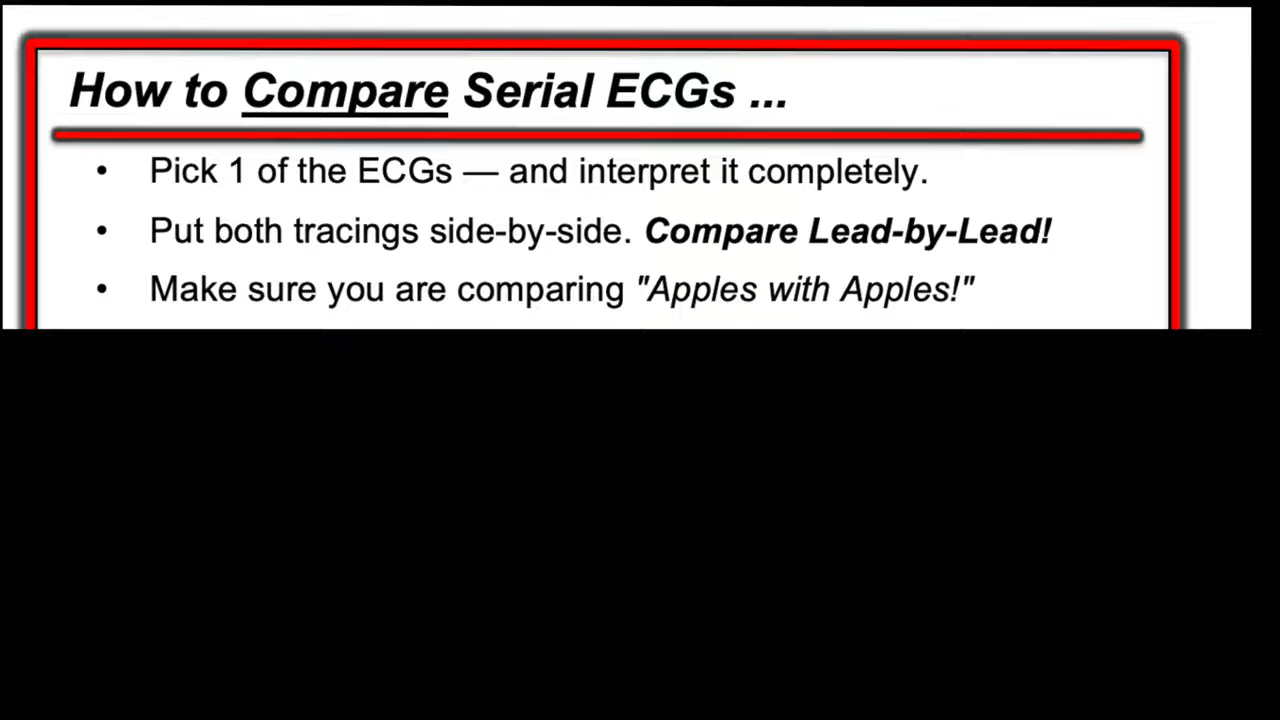 How to Compare Serial ECGs ...
• Pick 1 of the ECGs — and interpret it completely.
• Put both tracings side-by-side. Compare Lead-by-Lead!
• Make sure you are comparing "Apples with Apples!"